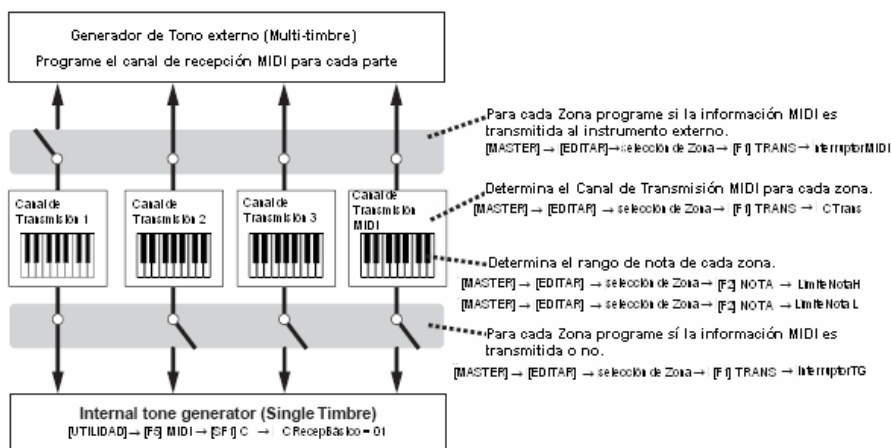 Generador de Tono externo (Multi-timbre)
Programe el canal de recepción MIDI para cada parte
Para cada Zona programe si la información MIDI es
transmitida al instrumento externo.
[MASTER] → [EDITAR] → selección de Zona → [F1] TRANS → InterruptorMIDI
Canal de
Transmisión 1
Canal de
Transmisión 2
Canal de
Transmisión 3
Canal de
Transmisión
MIDI
Determina el Canal de Transmisión MIDI para cada zona.
[MASTER] → [EDITAR] → selección de Zona → [F1] TRANS → CTrans
Determina el rango de nota de cada zona.
[MASTER] → [EDITAR] → selección de Zona → [F2] NOTA → LimiteNotaH
[MASTER] → [EDITAR] → selección de Zona → [F2] NOTA → LimiteNotaL
Para cada Zona programe sí la información MIDI es
transmitida o no.
[MASTER] → [EDITAR] → selección de Zona → [F1] TRANS → InterruptorTG
Internal tone generator (Single Timbre)
[UTILIDAD] → [F5] MIDI → [SF1] C → CRecepBásico = 01